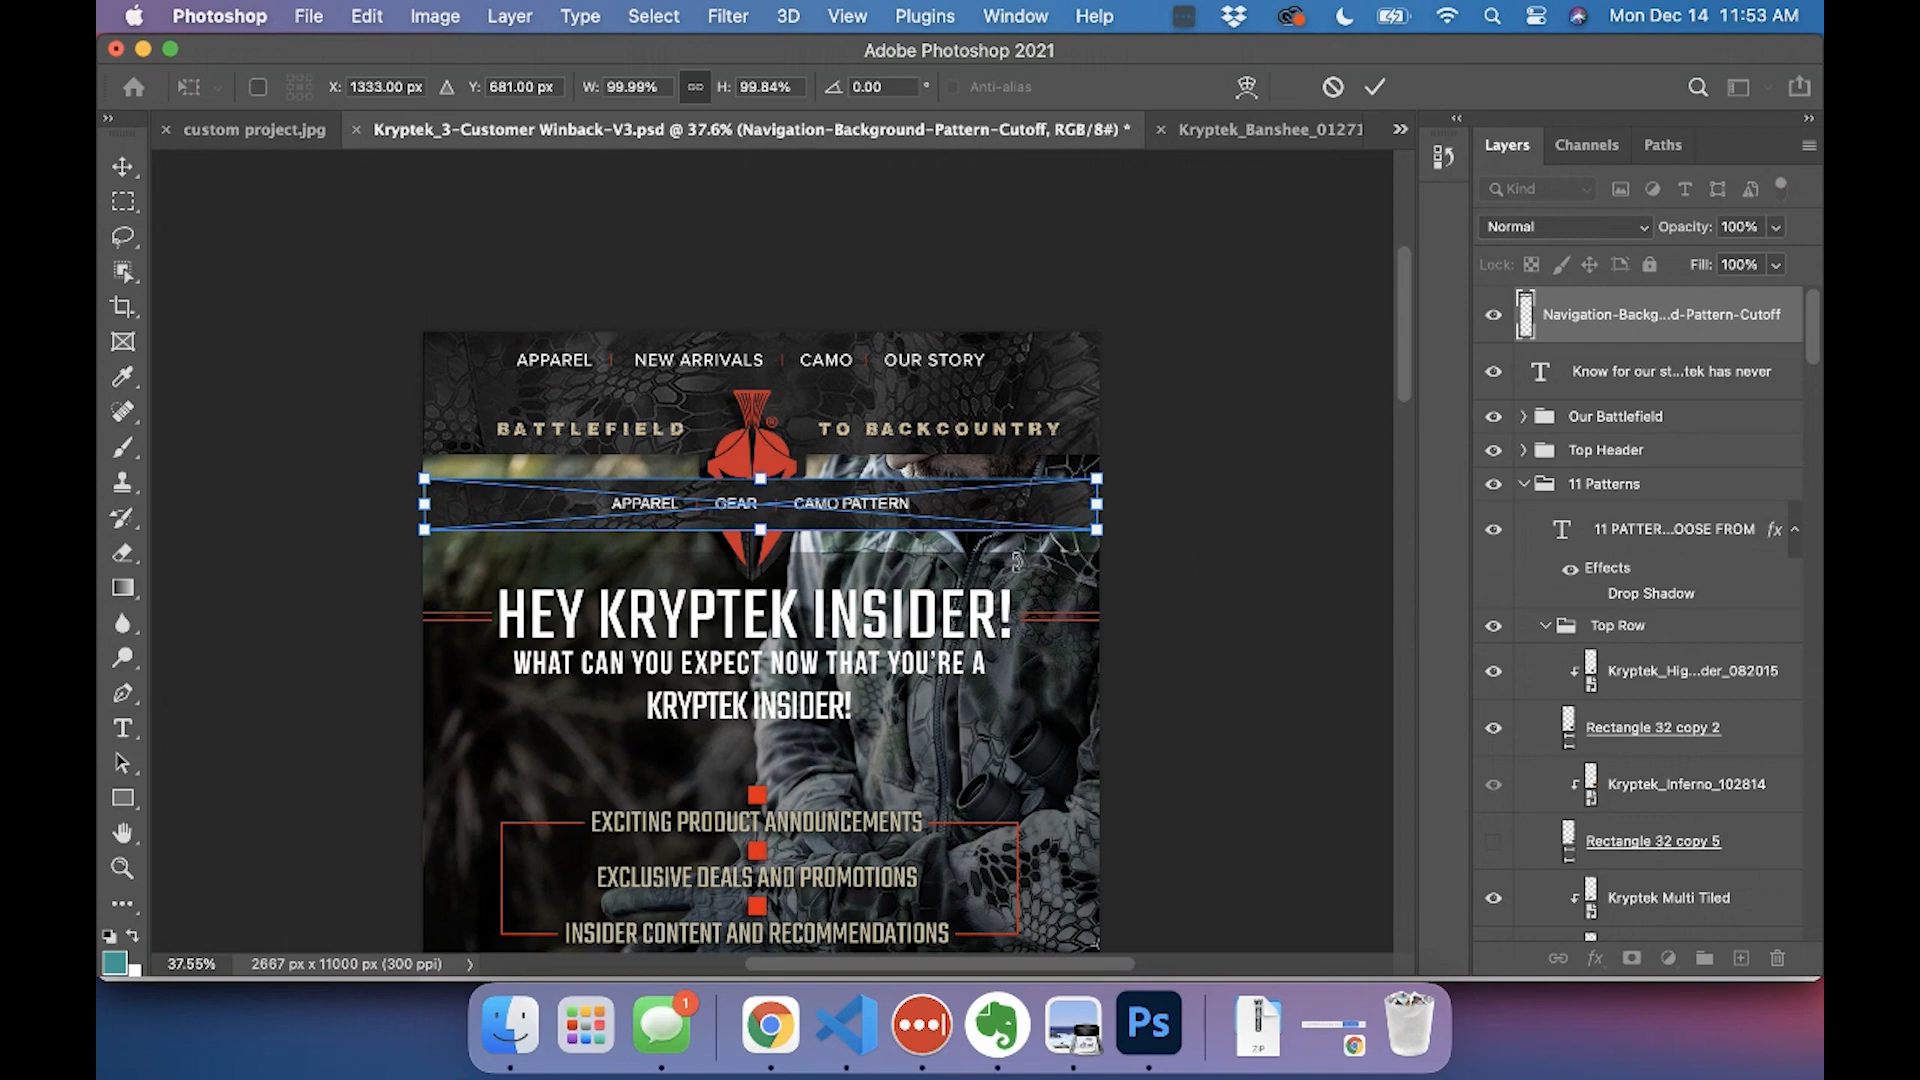 Photoshop File Edit Image Layer Type Select Filter 3D View Plugins Window Help Mon Dec 14 11:53 AM
Adobe Photoshop 2021
X: 1333.00 px Y: 681.00 px W: 99.99% H: 99.84% 0.00 ° Anti-alias
custom project.jpg Kryptek_3-Customer Winback-V3.psd @ 37.6% (Navigation-Background-Pattern-Cutoff, RGB/8#) * Kryptek_Banshee_01271
Layers Channels Paths
Kind
Normal Opacity: 100%
Lock: Fill: 100%
Navigation-Backg...d-Pattern-Cutoff
Know for our st...tek has never
Our Battlefield
Top Header
11 Patterns
11 PATTER...OOSE FROM fx
Effects
Drop Shadow
Top Row
Kryptek_Hig...der_082015
Rectangle 32 copy 2
Kryptek_Inferno_102814
Rectangle 32 copy 5
Kryptek Multi Tiled
APPAREL | NEW ARRIVALS | CAMO | OUR STORY
BATTLEFIELD ® TO BACKCOUNTRY
APPAREL GEAR CAMO PATTERN
HEY KRYPTEK INSIDER!
WHAT CAN YOU EXPECT NOW THAT YOU'RE A
KRYPTEK INSIDER!
EXCITING PRODUCT ANNOUNCEMENTS
EXCLUSIVE DEALS AND PROMOTIONS
INSIDER CONTENT AND RECOMMENDATIONS
37.55% 2667 px x 11000 px (300 ppi)
fx
1
Ps
ZIP